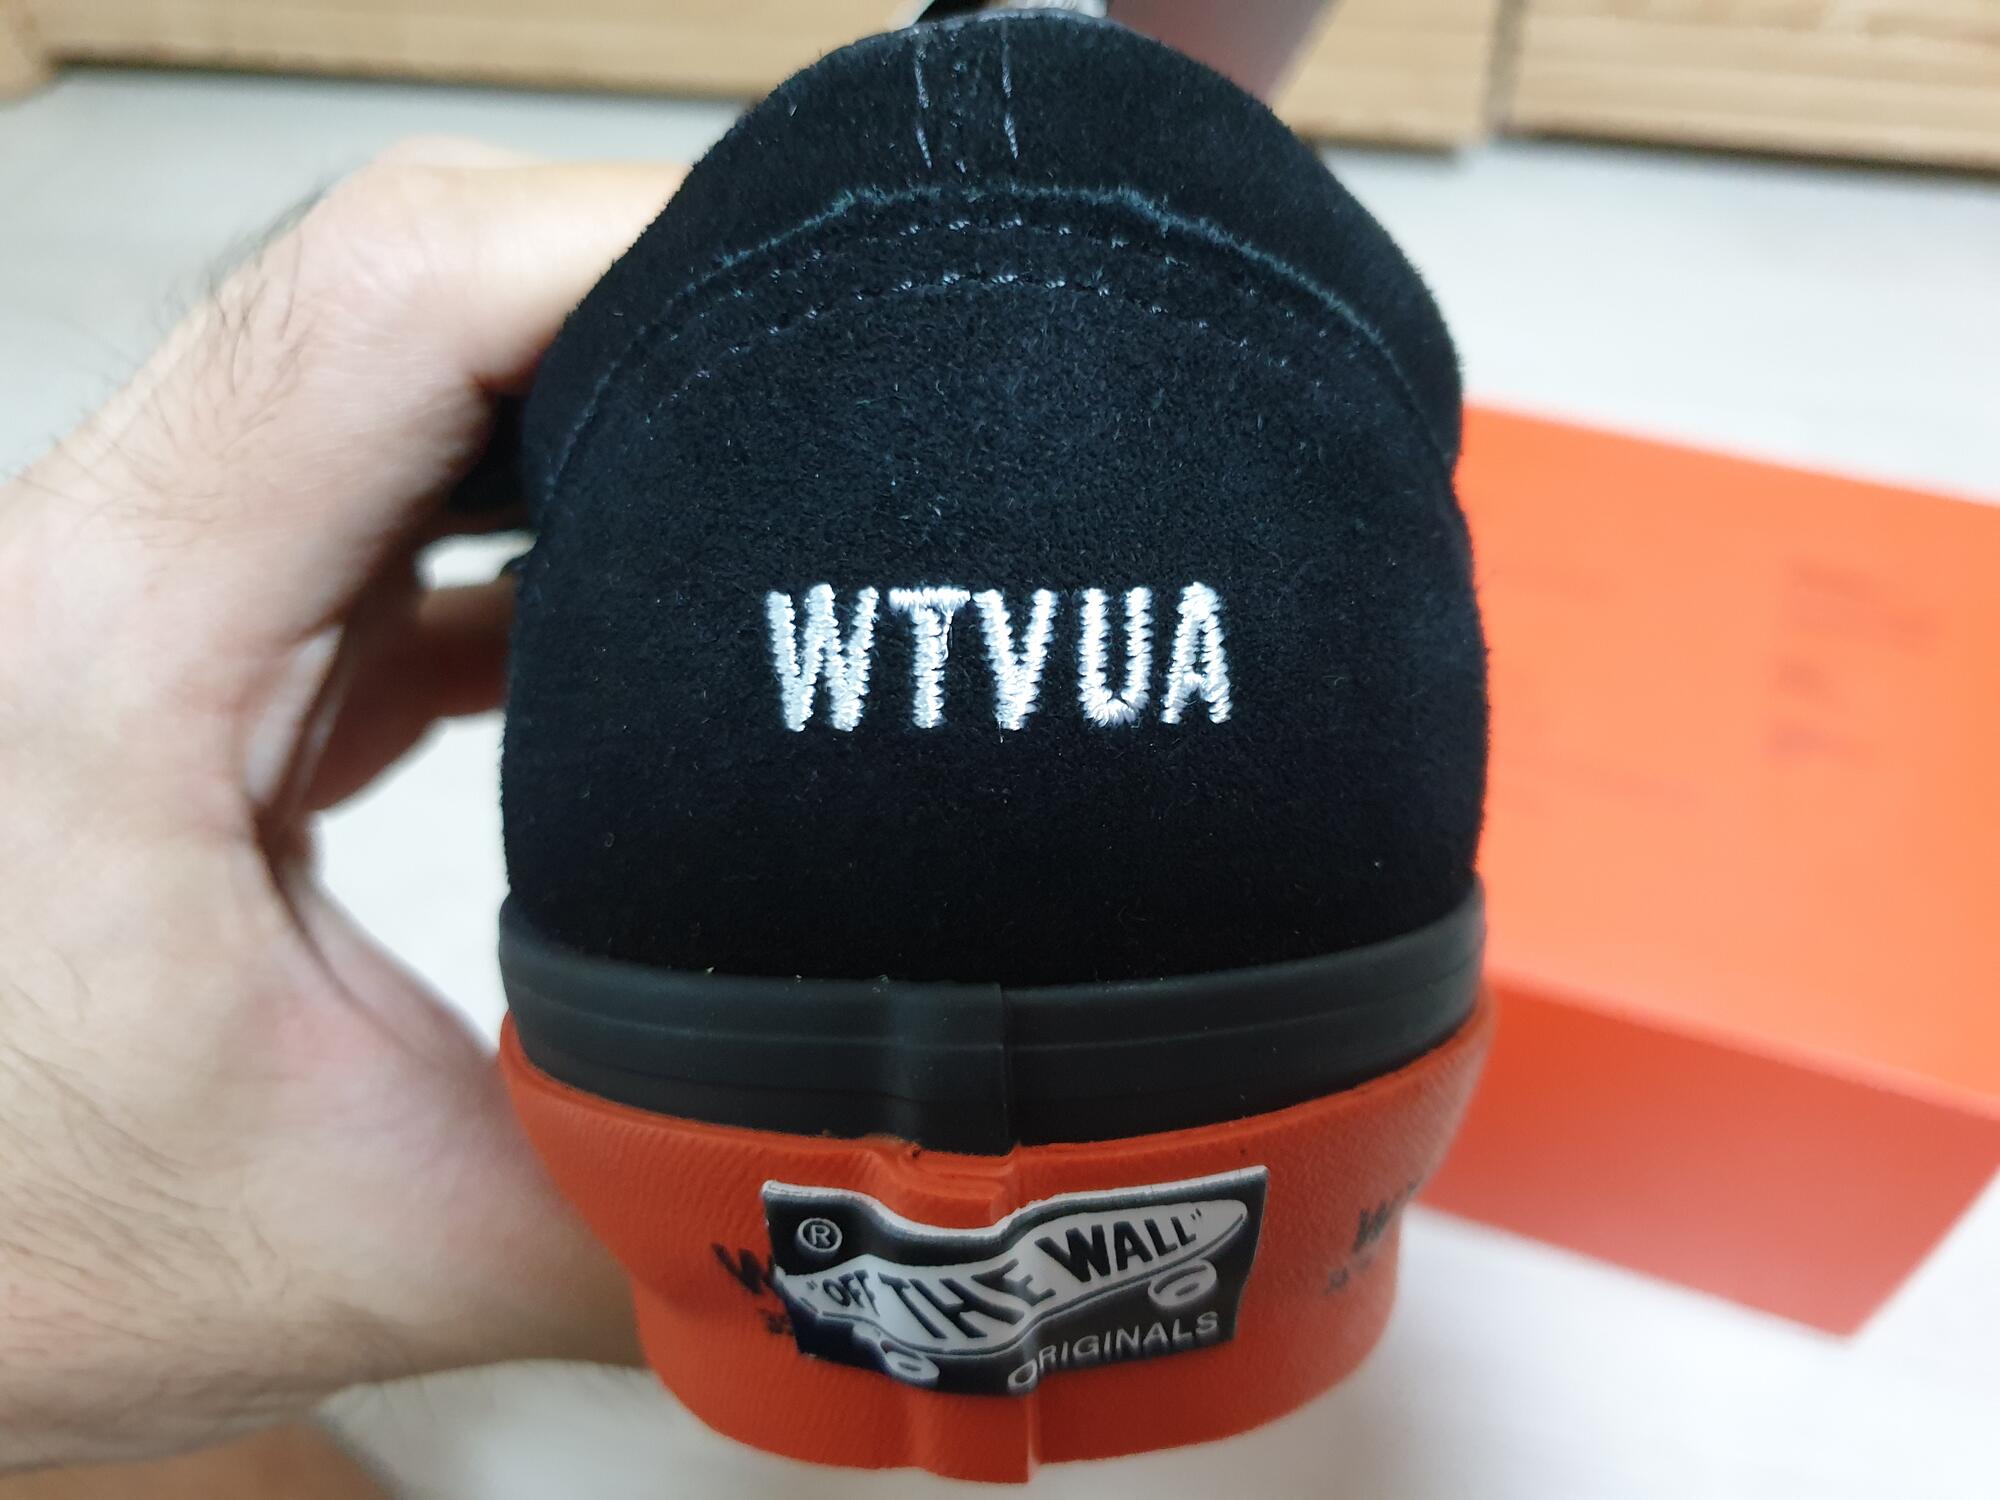 WTVUA
®
"OFF THE WALL"
ORIGINALS